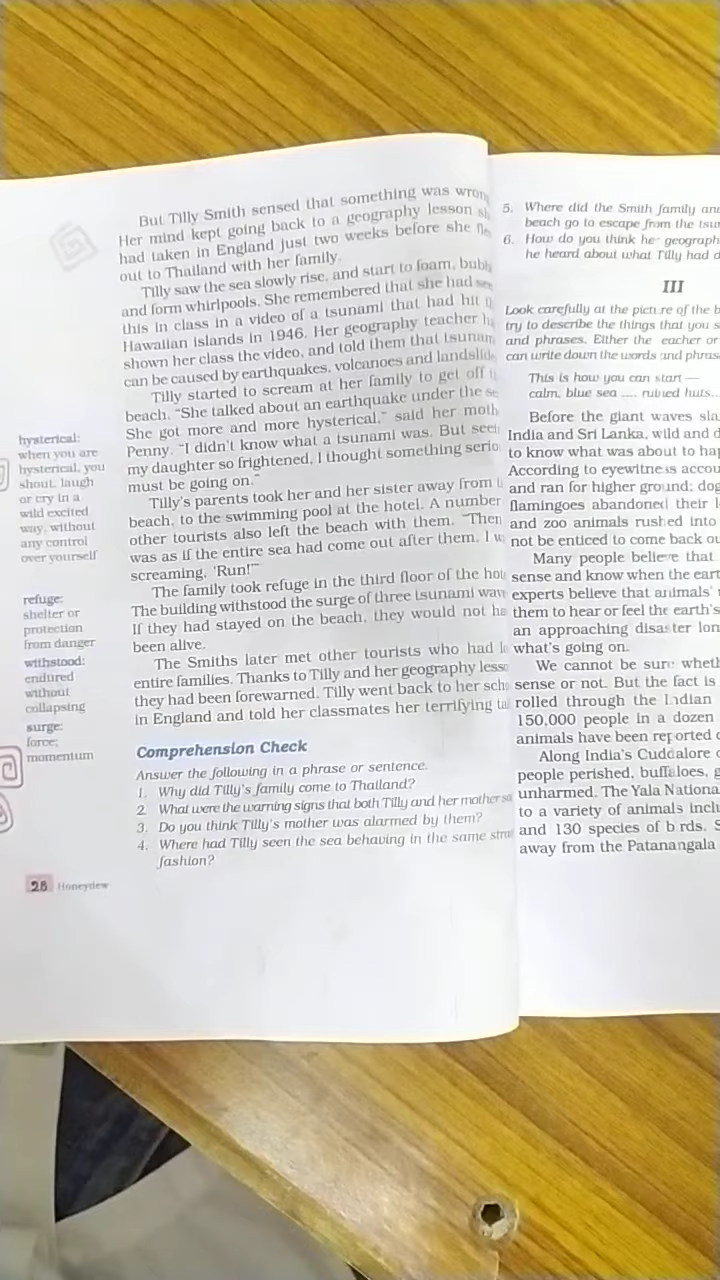 But Tilly Smith sensed that something was wrong
Her mind kept going back to a geography lesson sh
had taken in England just two weeks before she
out to Thailand with her family.
Tilly saw the sea slowly rise, and start to foam, bubb
and form whirlpools. She remembered that she had se
this in class in a video of a tsunami that had hit
Hawaiian islands in 1946. Her geography teacher h
shown her class the video, and told them that tsunam
can be caused by earthquakes, volcanoes and landslide
Tilly started to scream at her family to get off
beach. “She talked about an earthquake under the se
She got more and more hysterical,” said her moth
Penny. “I didn’t know what a tsunami was. But seei
my daughter so frightened, I thought something serio
must be going on.”
Tilly’s parents took her and her sister away from
beach, to the swimming pool at the hotel. A number
other tourists also left the beach with them. “Then
was as if the entire sea had come out after them. I w
screaming, ‘Run!’”
The family took refuge in the third floor of the hot
The building withstood the surge of three tsunami wav
If they had stayed on the beach, they would not ha
been alive.
The Smiths later met other tourists who had lo
entire families. Thanks to Tilly and her geography lesso
they had been forewarned. Tilly went back to her sch
in England and told her classmates her terrifying ta
hysterical:
when you are
hysterical, you
shout, laugh
or cry in a
wild excited
way, without
any control
over yourself
refuge:
shelter or
protection
from danger
withstood:
endured
without
collapsing
surge:
force;
momentum
Comprehension Check
Answer the following in a phrase or sentence.
1. Why did Tilly’s family come to Thailand?
2. What were the warning signs that both Tilly and her mother sa
3. Do you think Tilly’s mother was alarmed by them?
4. Where had Tilly seen the sea behaving in the same stra
fashion?
28 Honeydew
5. Where did the Smith family an
beach go to escape from the tsu
6. How do you think he geograph
he heard about what Tilly had d
III
Look carefully at the picture of the b
try to describe the things that you s
and phrases. Either the eacher or
can write down the words and phras
This is how you can start —
calm, blue sea .... ruined huts..
Before the giant waves sla
India and Sri Lanka, wild and d
to know what was about to hap
According to eyewitness accou
and ran for higher ground; dog
flamingoes abandoned their l
and zoo animals rushed into
not be enticed to come back ou
Many people believe that
sense and know when the eart
experts believe that animals’
them to hear or feel the earth’s
an approaching disaster lon
what’s going on.
We cannot be sure wheth
sense or not. But the fact is
rolled through the Indian
150,000 people in a dozen
animals have been reported
Along India’s Cuddalore c
people perished, buffaloes, g
unharmed. The Yala Nationa
to a variety of animals inclu
and 130 species of birds. S
away from the Patanangala